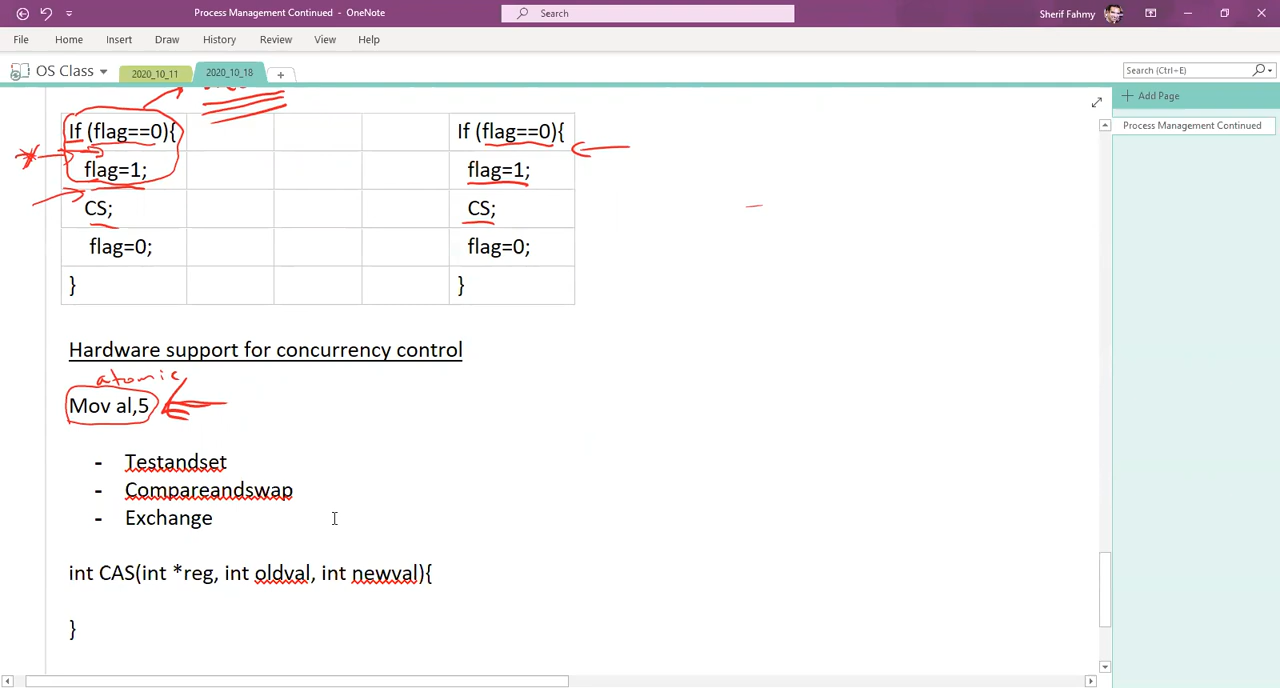 Process Management Continued - OneNote
Search
Sherif Fahmy
File Home Insert Draw History Review View Help
OS Class 2020_10_11 2020_10_18 +
Search (Ctrl+E)
+ Add Page
Process Management Continued
If (flag==0){ If (flag==0){
flag=1; flag=1;
CS; CS;
flag=0; flag=0;
} }
Hardware support for concurrency control
atomic
Mov al,5
- Testandset
- Compareandswap
- Exchange
int CAS(int *reg, int oldval, int newval){
}